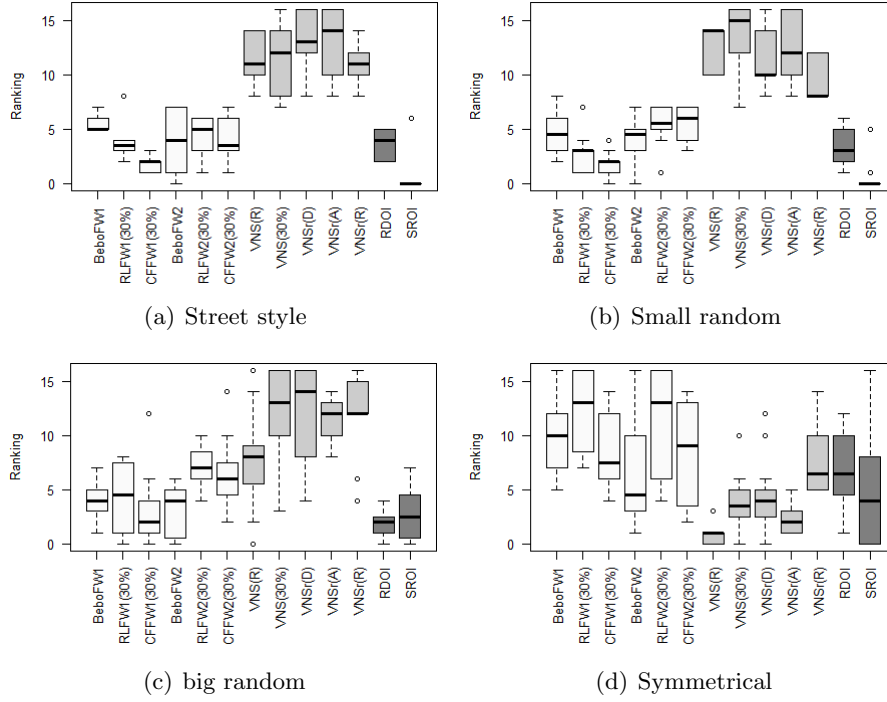 Ranking
15
10
5
0
BeboFW1
RLFW1(30%)
CFFW1(30%)
BeboFW2
RLFW2(30%)
CFFW2(30%)
VNS(R)
VNS(30%)
VNSr(D)
VNSr(A)
VNSr(R)
RDOI
SROI
(a) Street style
Ranking
15
10
5
0
BeboFW1
RLFW1(30%)
CFFW1(30%)
BeboFW2
RLFW2(30%)
CFFW2(30%)
VNS(R)
VNS(30%)
VNSr(D)
VNSr(A)
VNSr(R)
RDOI
SROI
(b) Small random
Ranking
15
10
5
0
BeboFW1
RLFW1(30%)
CFFW1(30%)
BeboFW2
RLFW2(30%)
CFFW2(30%)
VNS(R)
VNS(30%)
VNSr(D)
VNSr(A)
VNSr(R)
RDOI
SROI
(c) big random
Ranking
15
10
5
0
BeboFW1
RLFW1(30%)
CFFW1(30%)
BeboFW2
RLFW2(30%)
CFFW2(30%)
VNS(R)
VNS(30%)
VNSr(D)
VNSr(A)
VNSr(R)
RDOI
SROI
(d) Symmetrical